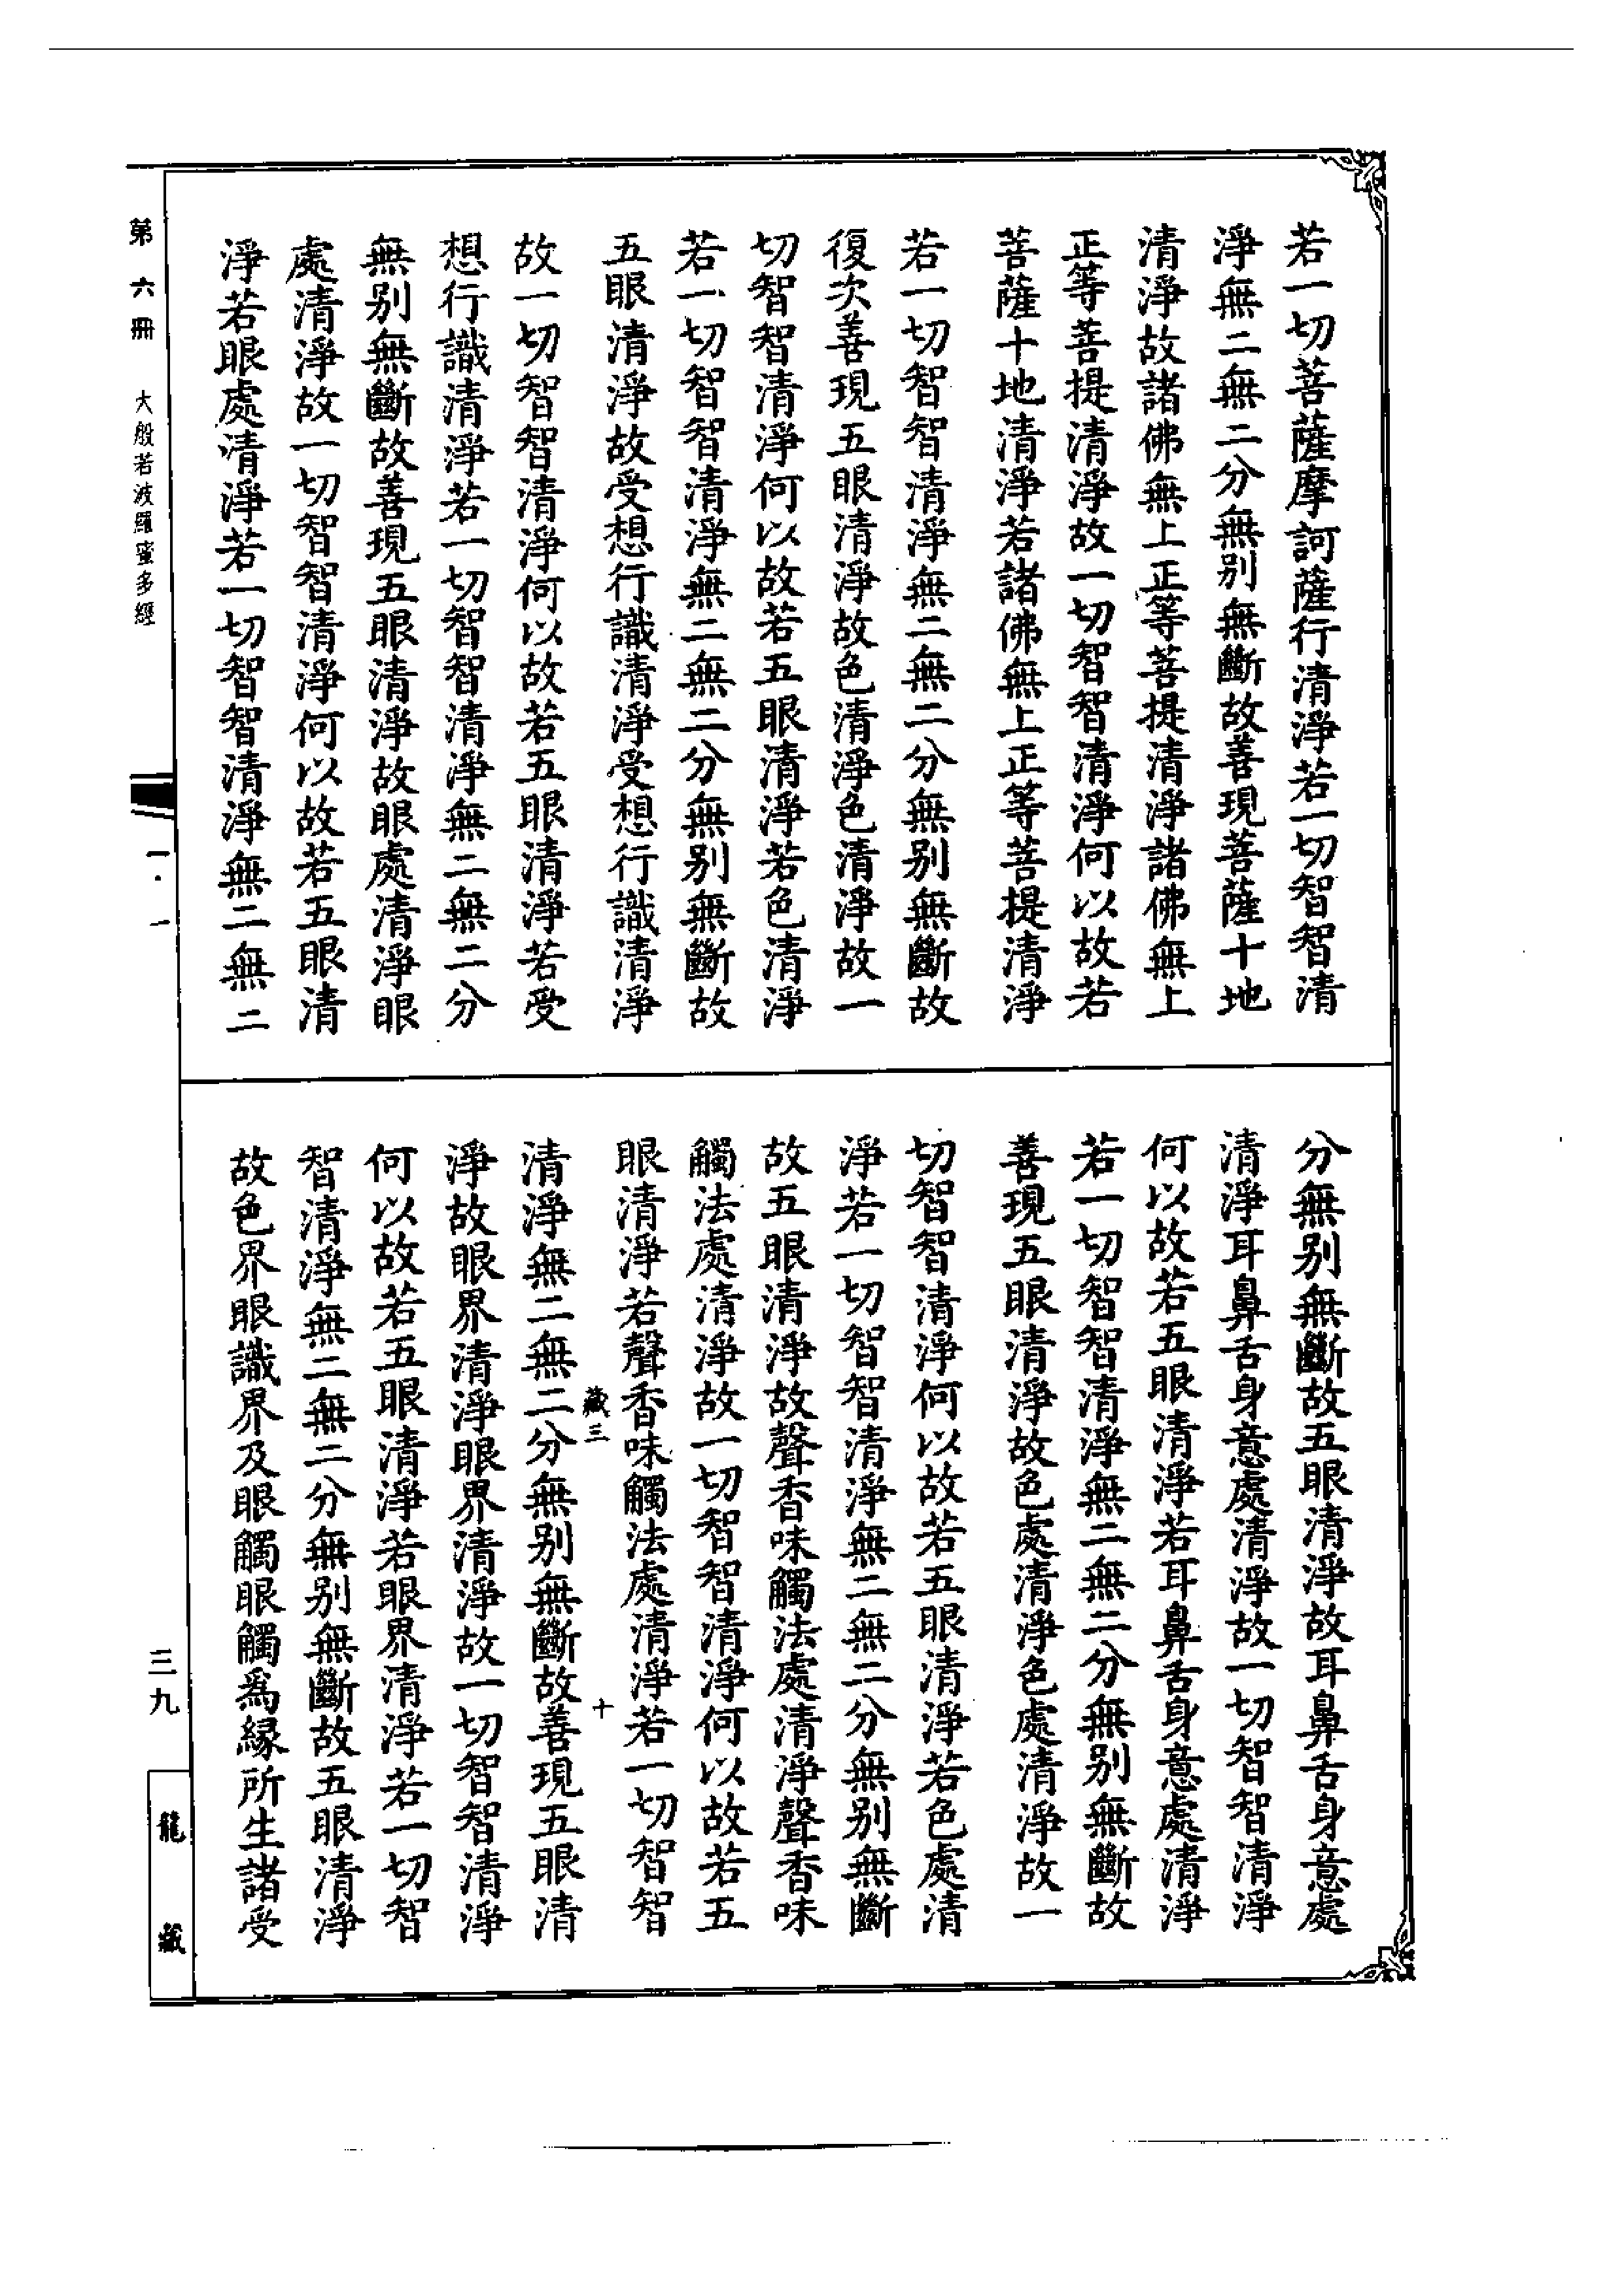 若一切菩薩摩訶薩行清淨若一切智智清
淨無二無二分無別無斷故善現菩薩十地
清淨故諸佛無上正等菩提清淨諸佛無上
正等菩提清淨故一切智智清淨何以故若
菩薩十地清淨若諸佛無上正等菩提清淨
若一切智智清淨無二無二分無別無斷故
復次善現五眼清淨故色清淨色清淨故一
切智智清淨何以故若五眼清淨若色清淨
若一切智智清淨無二無二分無別無斷故
五眼清淨故受想行識清淨受想行識清淨
故一切智智清淨何以故若五眼清淨若受
想行識清淨若一切智智清淨無二無二分
無別無斷故善現五眼清淨故眼處清淨眼
處清淨故一切智智清淨何以故若五眼清
淨若眼處清淨若一切智智清淨無二無二
分無別無斷故五眼清淨故耳鼻舌身意處
清淨耳鼻舌身意處清淨故一切智智清淨
何以故若五眼清淨若耳鼻舌身意處清淨
若一切智智清淨無二無二分無別無斷故
善現五眼清淨故色處清淨色處清淨故一
切智智清淨何以故若五眼清淨若色處清
淨若一切智智清淨無二無二分無別無斷
故五眼清淨故聲香味觸法處清淨聲香味
觸法處清淨故一切智智清淨何以故若五
眼清淨若聲香味觸法處清淨若一切智智
藏三 十
清淨無二無二分無別無斷故善現五眼清
淨故眼界清淨眼界清淨故一切智智清淨
何以故若五眼清淨若眼界清淨若一切智
智清淨無二無二分無別無斷故五眼清淨
故色界眼識界及眼觸眼觸爲緣所生諸受
第六冊 大般若波羅蜜多經
一·一
三九
龍藏